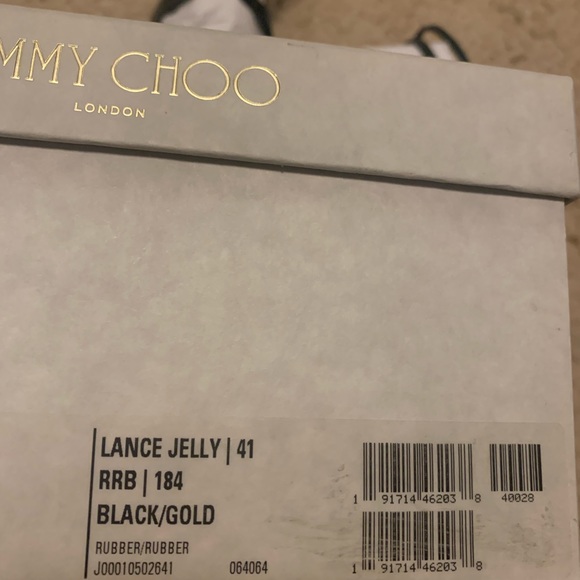 MMY CHOO
LONDON
LANCE JELLY | 41
RRB | 184
BLACK/GOLD
RUBBER/RUBBER
J00010502641 064064
1 91714 46203 8
40028
1 91714 46203 8